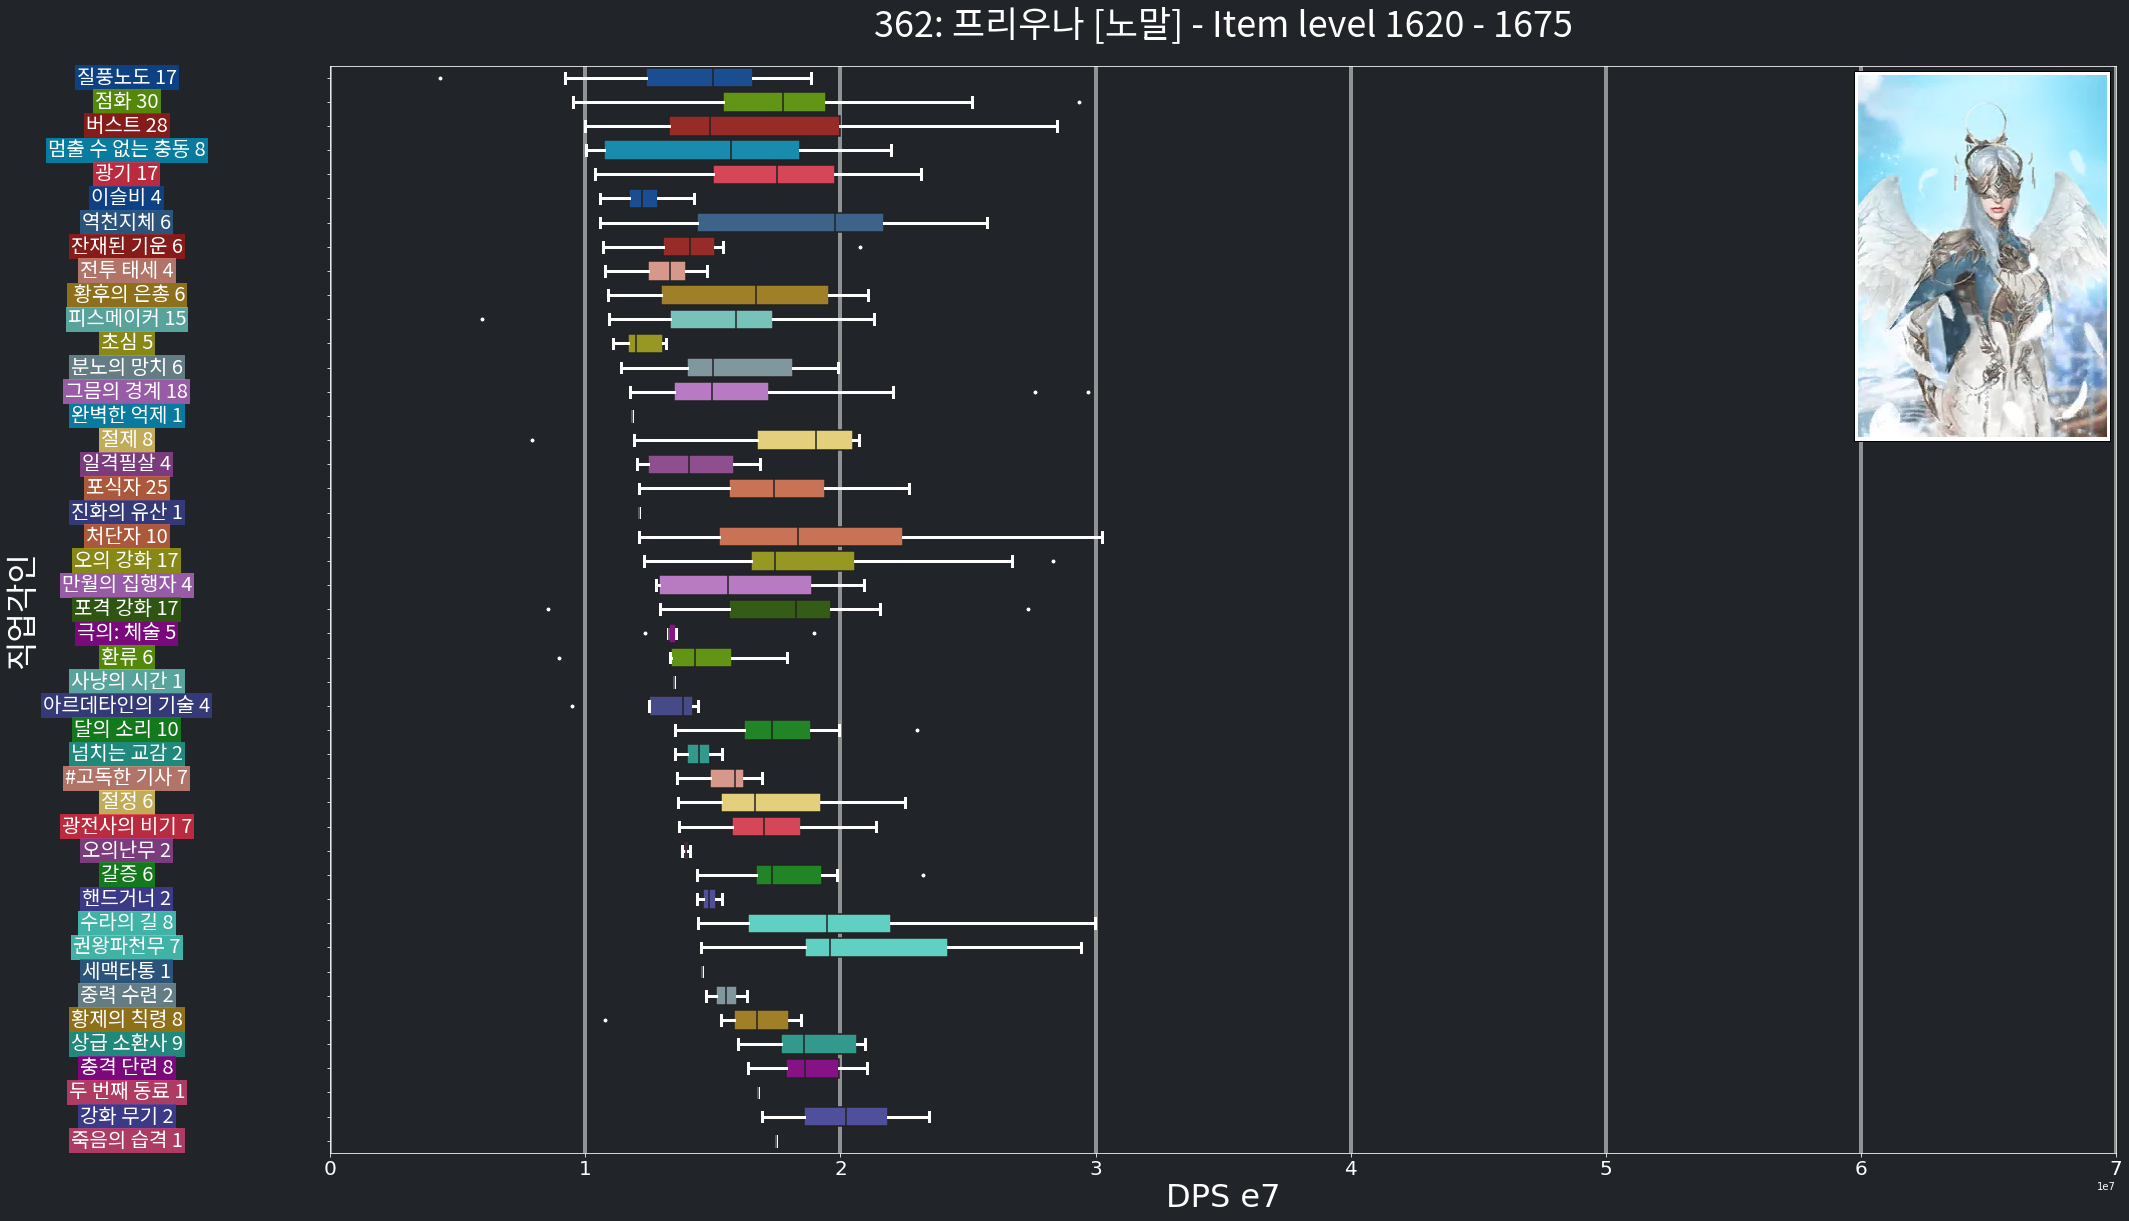 362: 프리우나 [노말] - Item level 1620 - 1675
질풍노도 17
점화 30
버스트 28
멈출 수 없는 충동 8
광기 17
이슬비 4
역천지체 6
잔재된 기운 6
전투 태세 4
황후의 은총 6
피스메이커 15
초심 5
분노의 망치 6
그믐의 경계 18
완벽한 억제 1
절제 8
일격필살 4
포식자 25
진화의 유산 1
처단자 10
오의 강화 17
만월의 집행자 4
포격 강화 17
극의: 체술 5
환류 6
사냥의 시간 1
아르데타인의 기술 4
달의 소리 10
넘치는 교감 2
#고독한 기사 7
절정 6
광전사의 비기 7
오의난무 2
갈증 6
핸드거너 2
수라의 길 8
권왕파천무 7
세맥타통 1
중력 수련 2
황제의 칙령 8
상급 소환사 9
충격 단련 8
두 번째 동료 1
강화 무기 2
죽음의 습격 1
직업각인
0 1 2 3 4 5 6 7
1e7
DPS e7